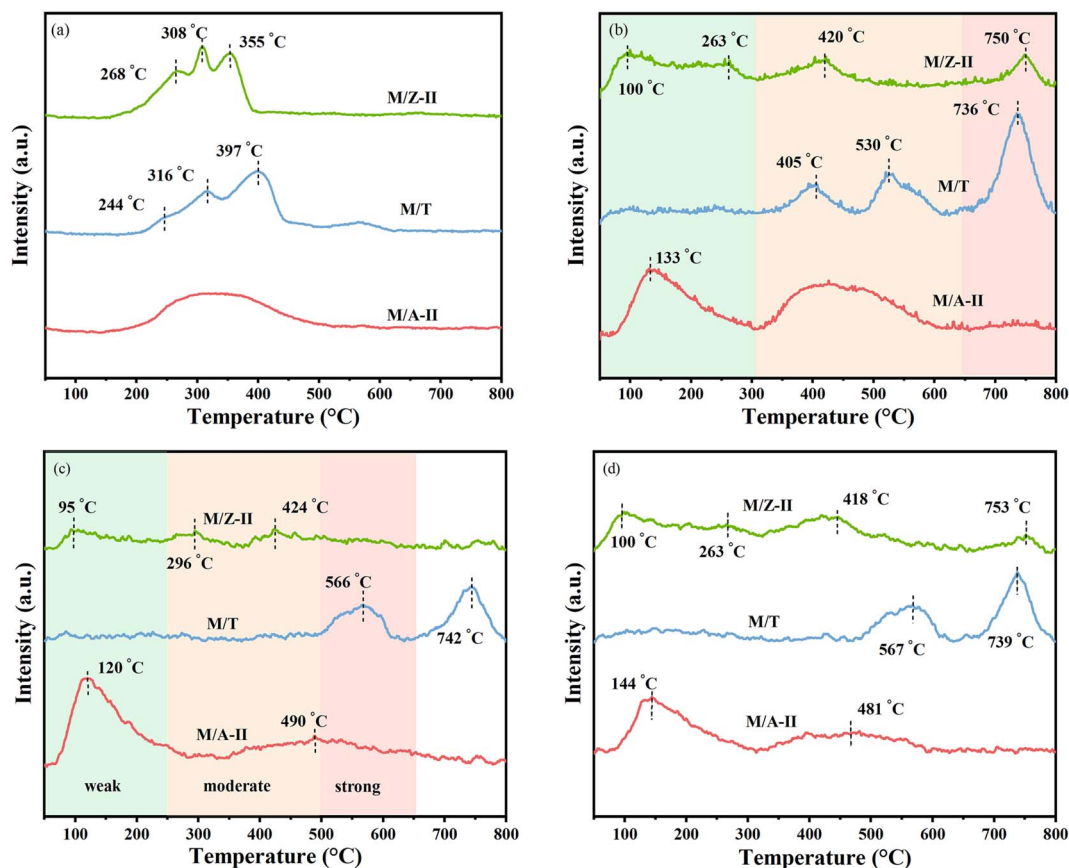 (a)
308 °C
355 °C
268 °C
M/Z-II
397 °C
316 °C
244 °C
M/T
M/A-II
Intensity (a.u.)
100 200 300 400 500 600 700 800
Temperature (°C)
(b)
263 °C
420 °C
750 °C
100 °C
M/Z-II
736 °C
530 °C
405 °C
M/T
133 °C
M/A-II
Intensity (a.u.)
100 200 300 400 500 600 700 800
Temperature (°C)
(c)
95 °C
424 °C
M/Z-II
296 °C
566 °C
M/T
742 °C
120 °C
490 °C
M/A-II
weak moderate strong
Intensity (a.u.)
100 200 300 400 500 600 700 800
Temperature (°C)
(d)
418 °C
753 °C
M/Z-II
100 °C
263 °C
M/T
567 °C
739 °C
144 °C
481 °C
M/A-II
Intensity (a.u.)
100 200 300 400 500 600 700 800
Temperature (°C)